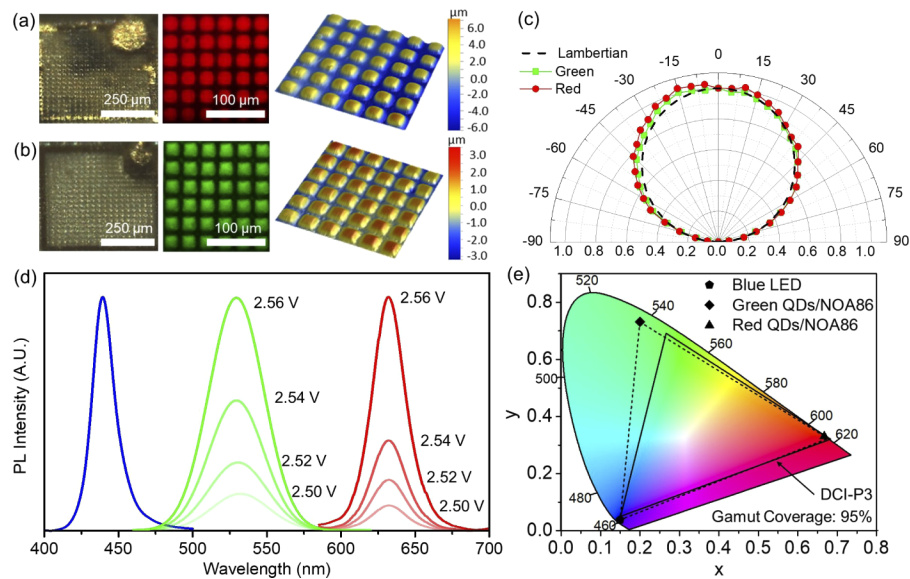 (a)
250 µm
100 µm
µm
6.0
4.0
2.0
0.0
-2.0
-4.0
-6.0
(b)
250 µm
100 µm
µm
3.0
2.0
1.0
0.0
-1.0
-2.0
-3.0
(c)
Lambertian
Green
Red
-90
-75
-60
-45
-30
-15
0
15
30
45
60
75
90
1.0 0.8 0.6 0.4 0.2 0.0 0.2 0.4 0.6 0.8 1.0
(d)
PL Intensity (A.U.)
2.56 V
2.54 V
2.52 V
2.50 V
2.56 V
2.54 V
2.52 V
2.50 V
400 450 500 550 600 650 700
Wavelength (nm)
(e)
Blue LED
Green QDs/NOA86
Red QDs/NOA86
520
540
560
580
600
620
500
480
460
DCI-P3
Gamut Coverage: 95%
y
0.8
0.6
0.4
0.2
0.0
0.0 0.1 0.2 0.3 0.4 0.5 0.6 0.7 0.8
x